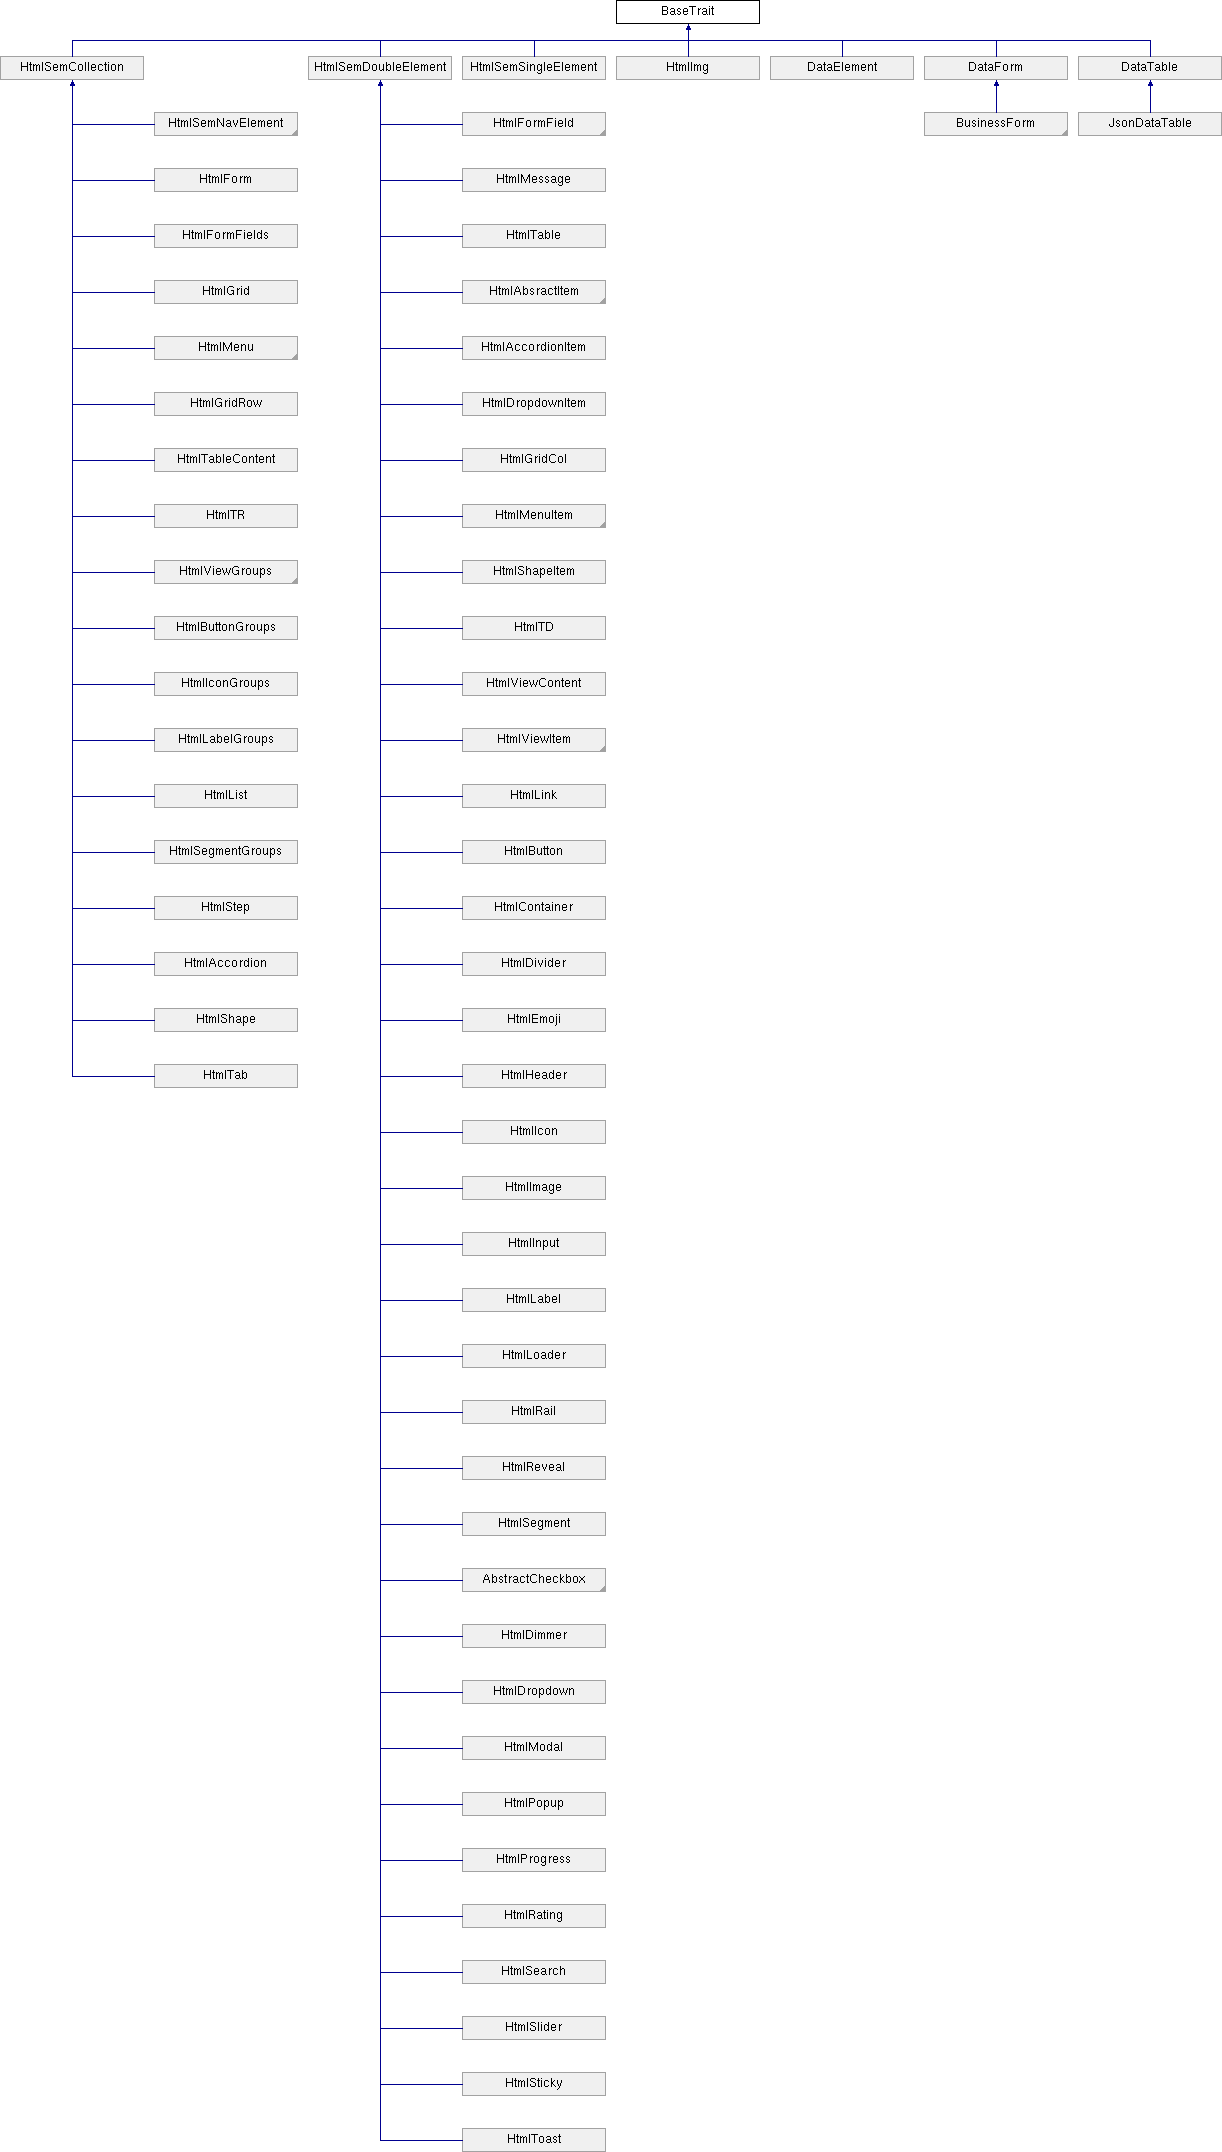 BaseTrait
HtmlSemCollection
HtmlSemDoubleElement
HtmlSemSingleElement
HtmlImg
DataElement
DataForm
DataTable
HtmlSemNavElement
HtmlFormField
BusinessForm
JsonDataTable
HtmlForm
HtmlMessage
HtmlFormFields
HtmlTable
HtmlGrid
HtmlAbsractItem
HtmlMenu
HtmlAccordionItem
HtmlGridRow
HtmlDropdownItem
HtmlTableContent
HtmlGridCol
HtmlTR
HtmlMenuItem
HtmlViewGroups
HtmlShapeItem
HtmlButtonGroups
HtmlTD
HtmlIconGroups
HtmlViewContent
HtmlLabelGroups
HtmlViewItem
HtmlList
HtmlLink
HtmlSegmentGroups
HtmlButton
HtmlStep
HtmlContainer
HtmlAccordion
HtmlDivider
HtmlShape
HtmlEmoji
HtmlTab
HtmlHeader
HtmlIcon
HtmlImage
HtmlInput
HtmlLabel
HtmlLoader
HtmlRail
HtmlReveal
HtmlSegment
AbstractCheckbox
HtmlDimmer
HtmlDropdown
HtmlModal
HtmlPopup
HtmlProgress
HtmlRating
HtmlSearch
HtmlSlider
HtmlSticky
HtmlToast